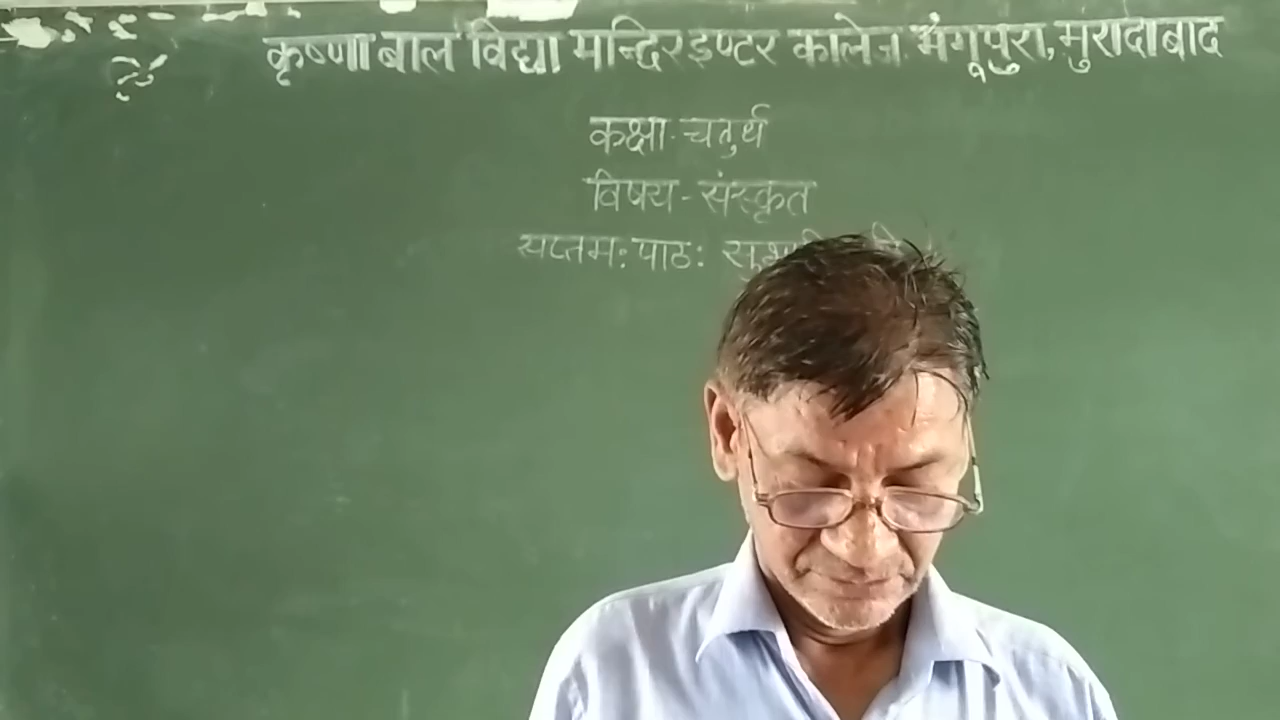 कृष्णा बाल विद्या मन्दिर इण्टर कालेज भंगूपुरा, मुरादाबाद
कक्षा-चतुर्थ
विषय-संस्कृत
सप्तमः पाठः